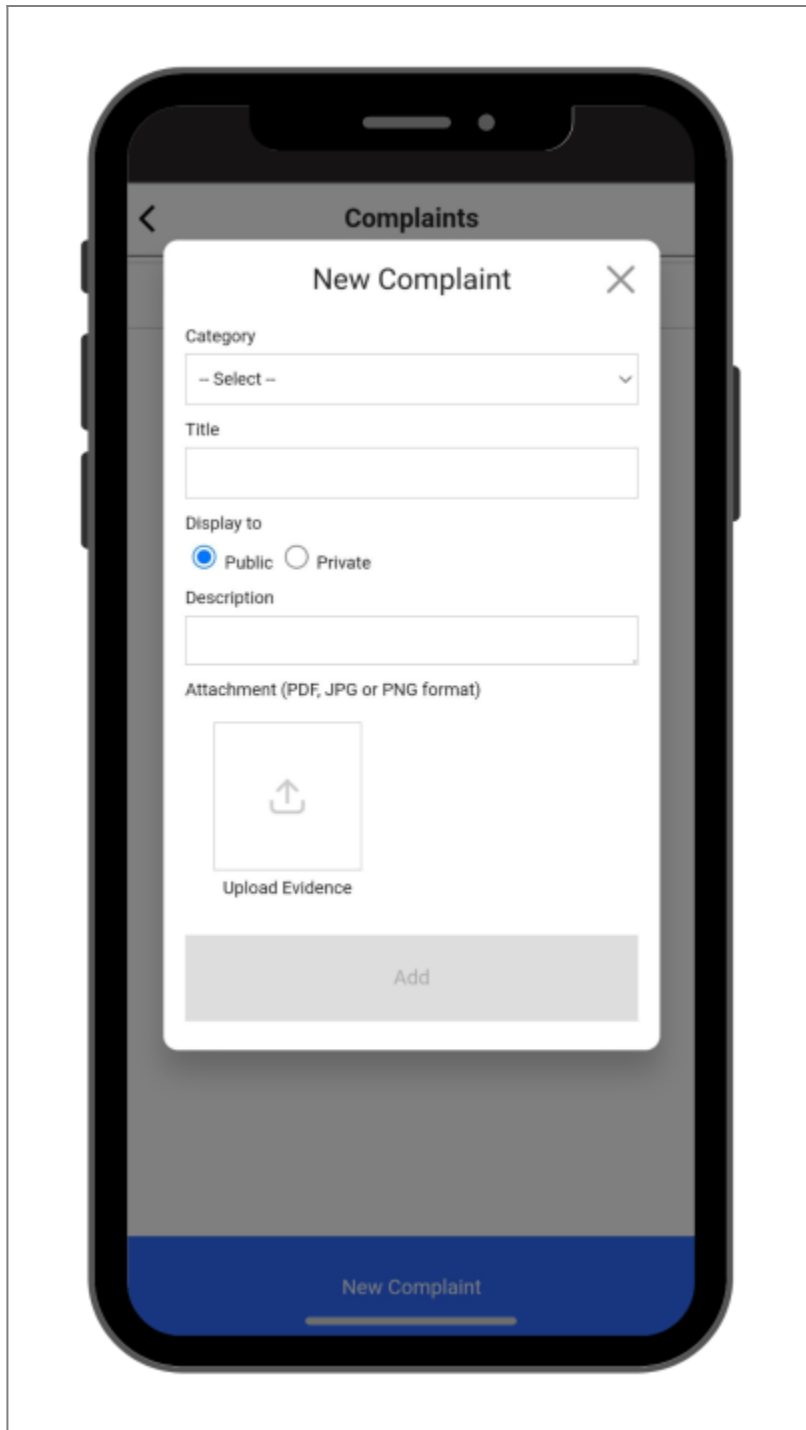 Complaints
New Complaint
Category
-- Select --
Title
Display to
Public Private
Description
Attachment (PDF, JPG or PNG format)
Upload Evidence
Add
New Complaint